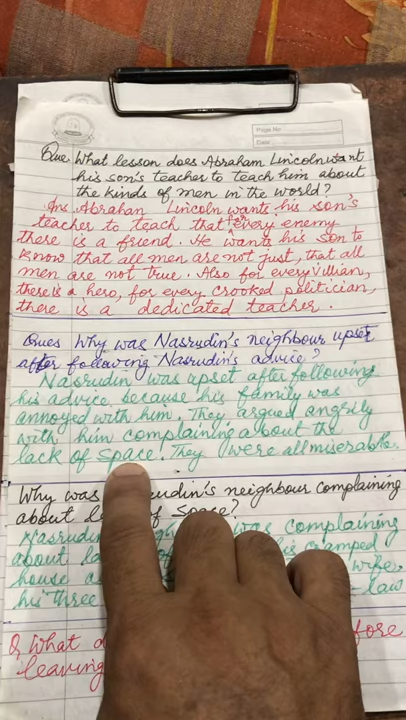 Page No
Date
Que What lesson does Abraham Lincoln want
his son's teacher to teach him about
the kinds of men in the world?
Ans Abrahan Lincoln wants his son's
teacher to teach that for every enemy
there is a friend. He wants his son to
know that all men are not just, that all
men are not true. Also for every villian,
there is a hero, for every crooked politician,
there is a dedicated teacher.
Ques Why was Nasrudin's neighbour upset
after following Nasrudin's advice?
Nasrudin was upset after following
his advice because his family was
annoyed with him. They argued angrily
with him complaining about the
lack of space. They were all miserable.
Why was neighbour complaining
about of space?
was complaining
about his cramped
house wife
his three law
Q What
leaving